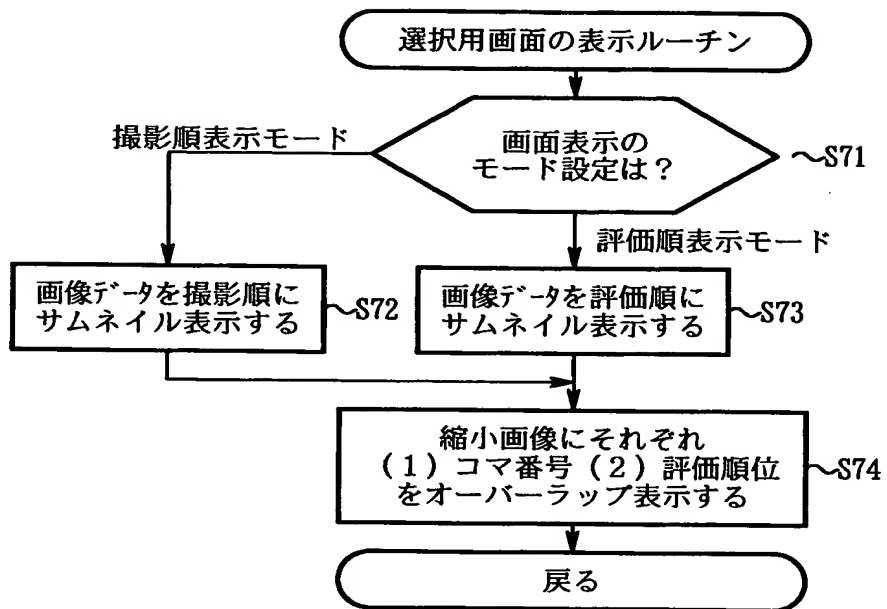 選択用画面の表示ルーチン
撮影順表示モード
画面表示の
モード設定は?
S71
評価順表示モード
画像データを撮影順に
サムネイル表示する
S72
画像データを評価順に
サムネイル表示する
S73
縮小画像にそれぞれ
(1)コマ番号(2)評価順位
をオーバーラップ表示する
S74
戻る